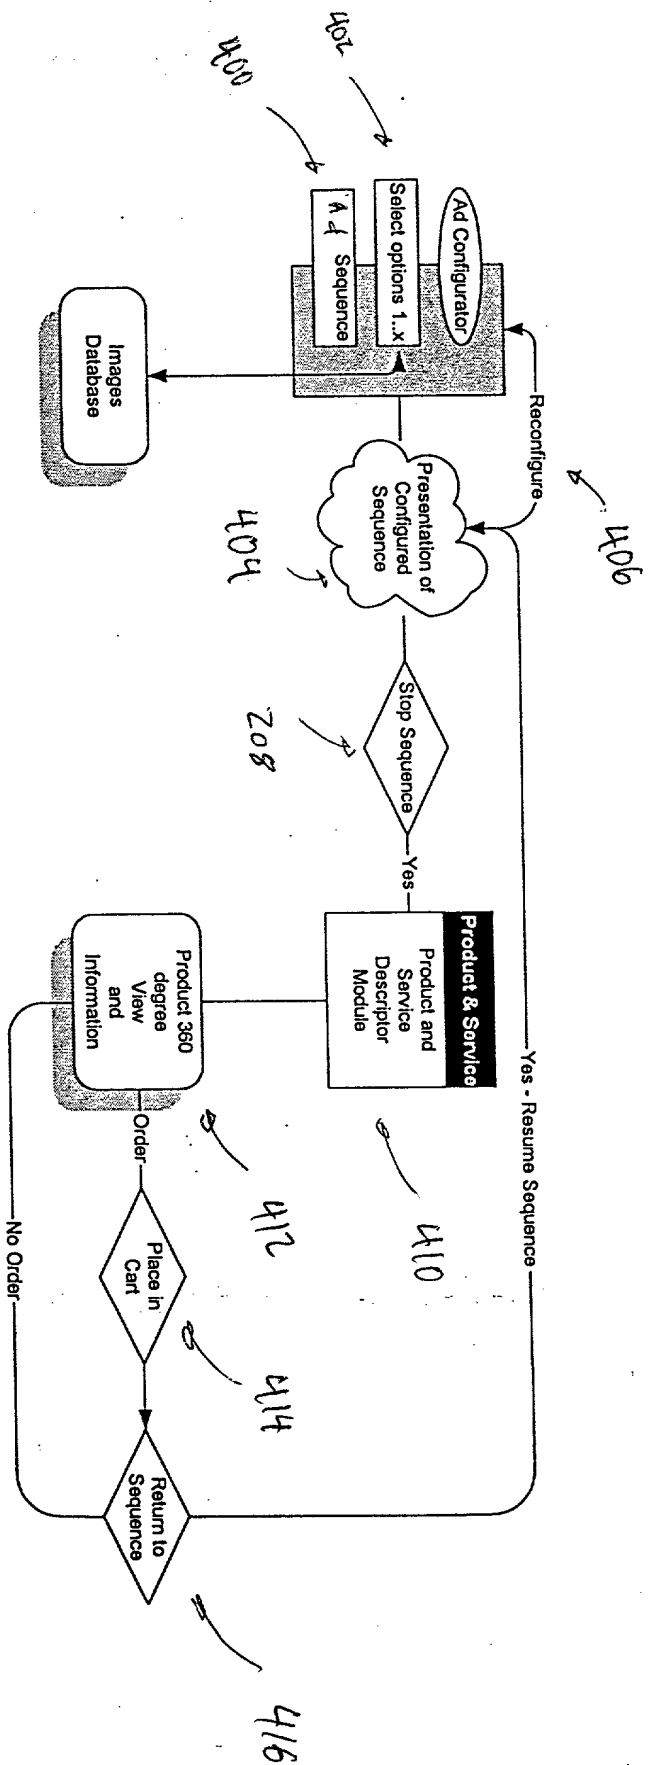 406
Reconfigure
Yes - Resume Sequence
Ad Configurator
Select options 1..x
Ad Sequence
402
400
Presentation of
Configured
Sequence
404
Stop Sequence
208
Yes
Product & Service
Product and
Service
Descriptor
Module
410
Images
Database
Product 360
degree
View
and
Information
412
Order
Place in
Cart
414
Return to
Sequence
416
No Order